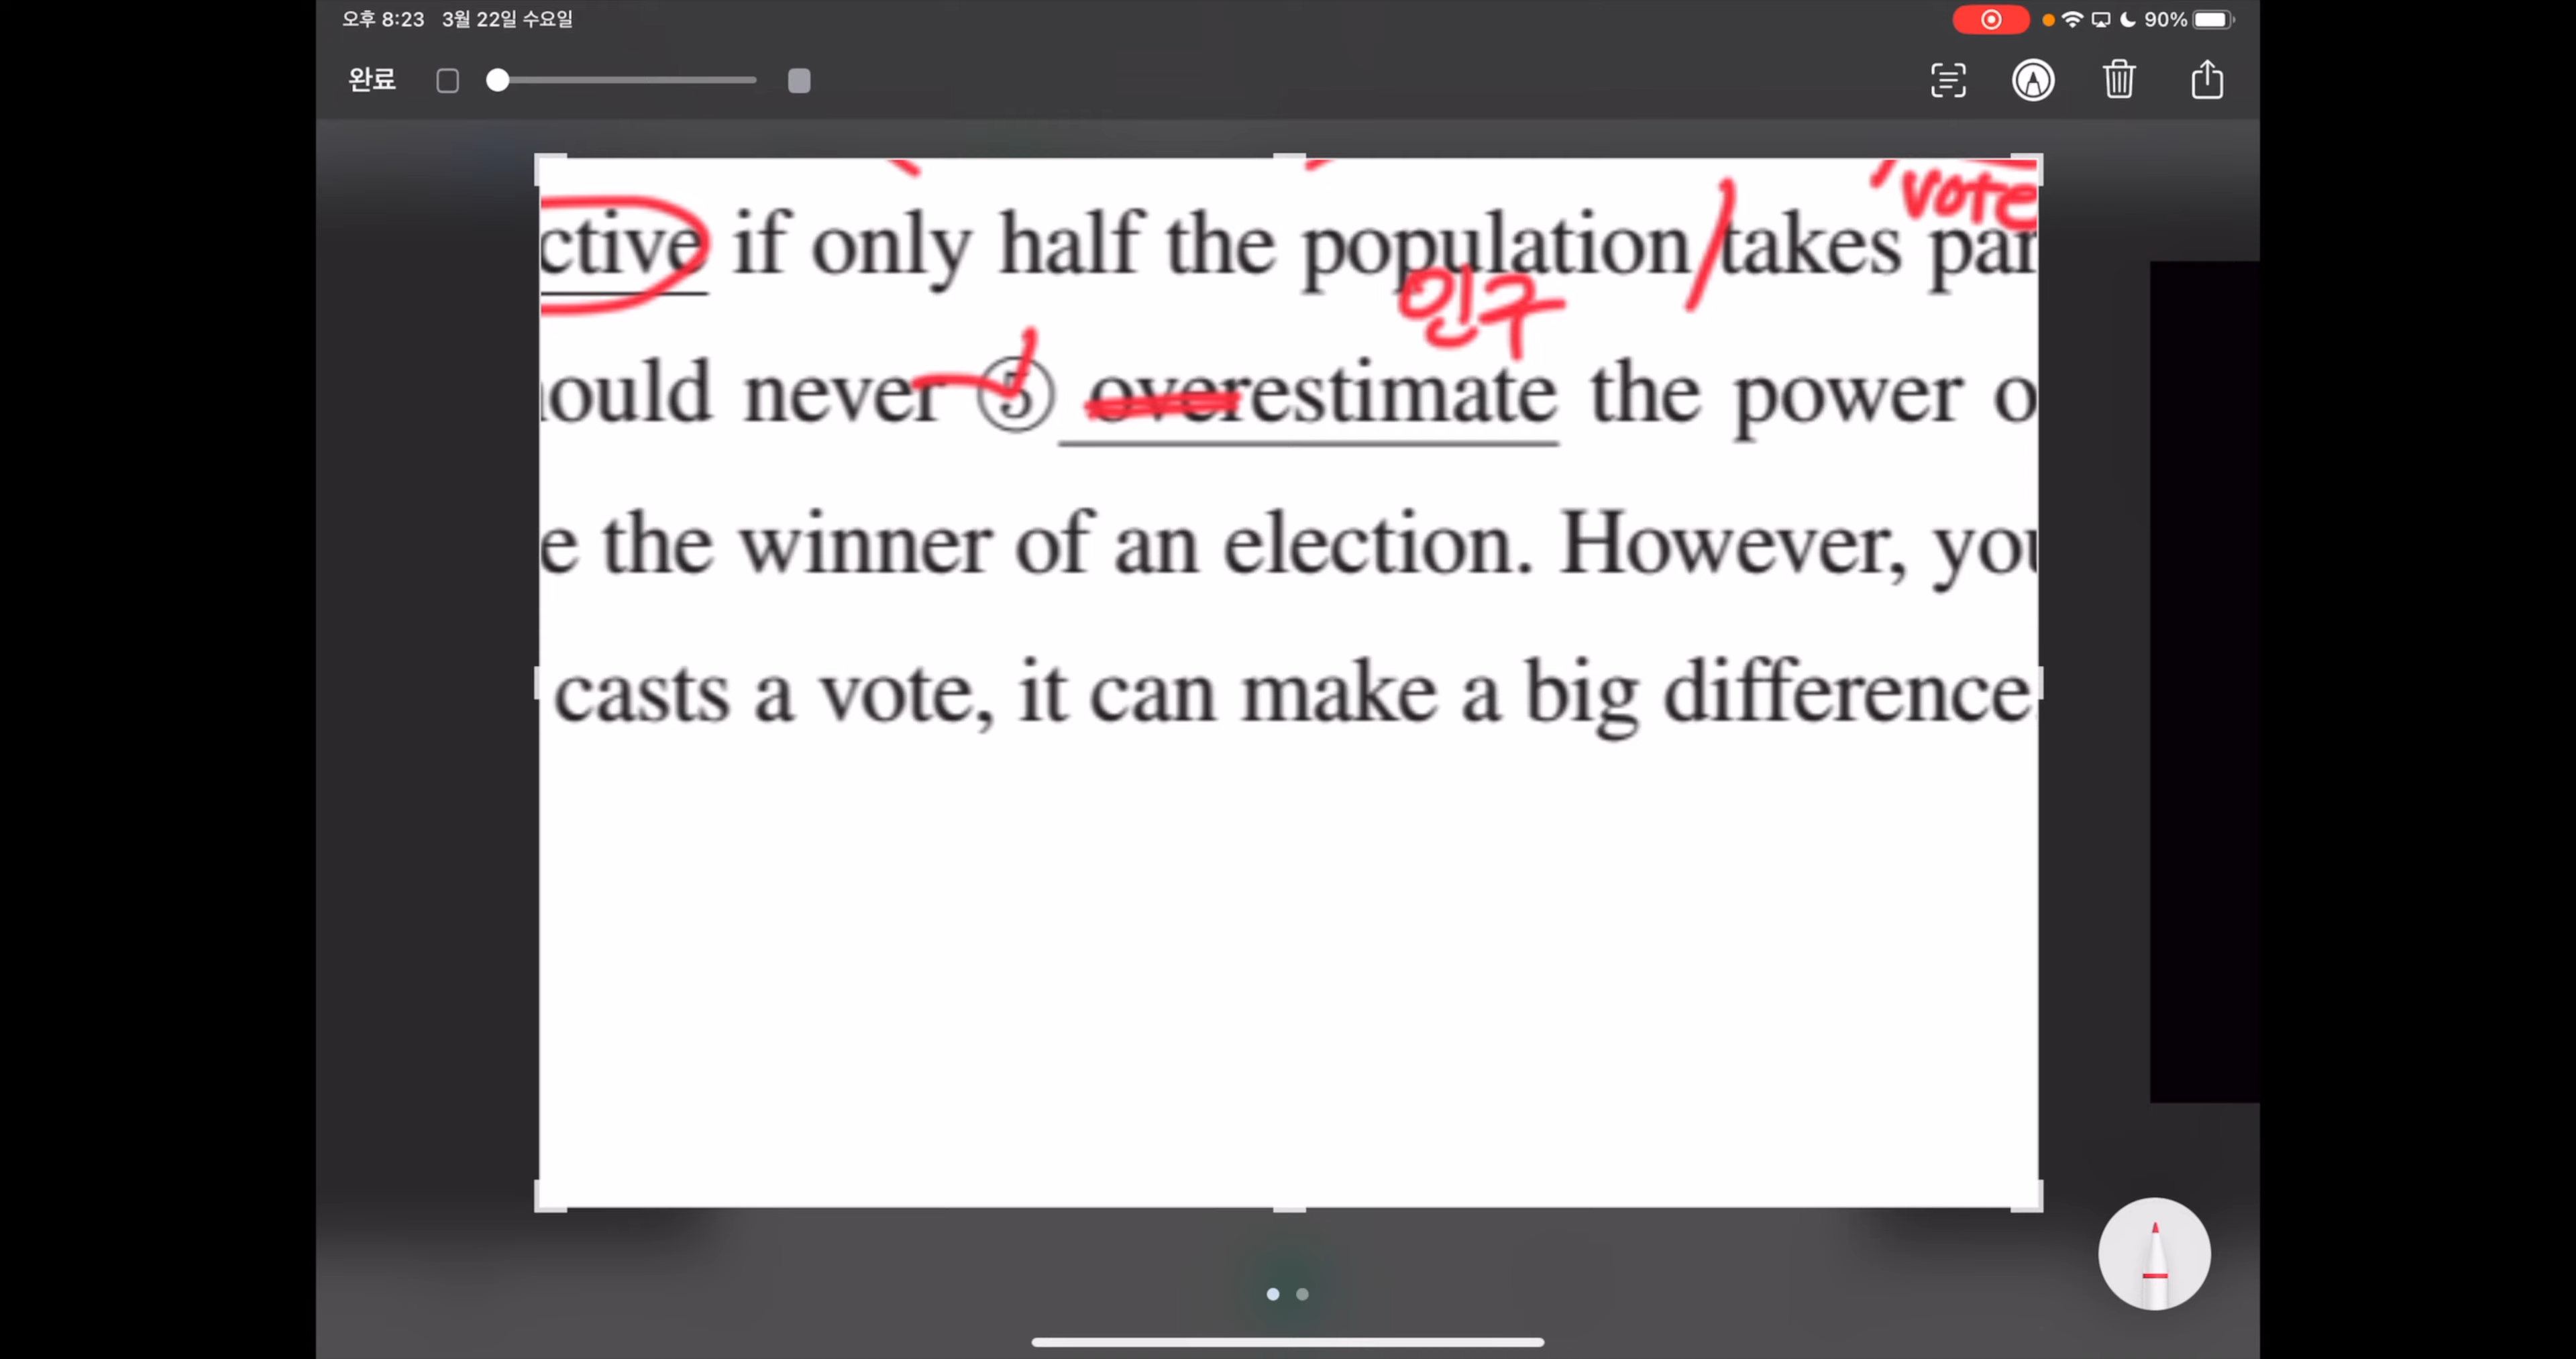 오후 8:23 3월 22일 수요일
90%
완료
vote
ctive if only half the population takes par
인구
ould never ⑤ overestimate the power o
e the winner of an election. However, you
casts a vote, it can make a big difference